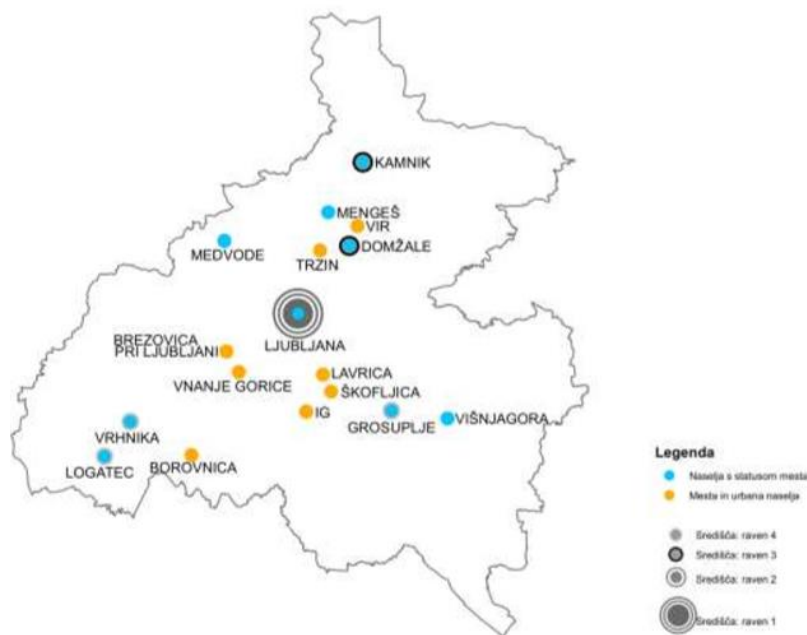 KAMNIK
MENGEŠ
VIR
MEDVODE
DOMŽALE
TRZIN
LJUBLJANA
BREZOVICA
PRI LJUBLJANI
VNANJE GORICE
LAVRICA
ŠKOFLJICA
IG
GROSUPLJE
VIŠNJAGORA
VRHNIKA
LOGATEC
BOROVNICA
Legenda
Naselja s statusom mesta
Mesta in urbana naselja
Središča: raven 4
Središča: raven 3
Središča: raven 2
Središča: raven 1